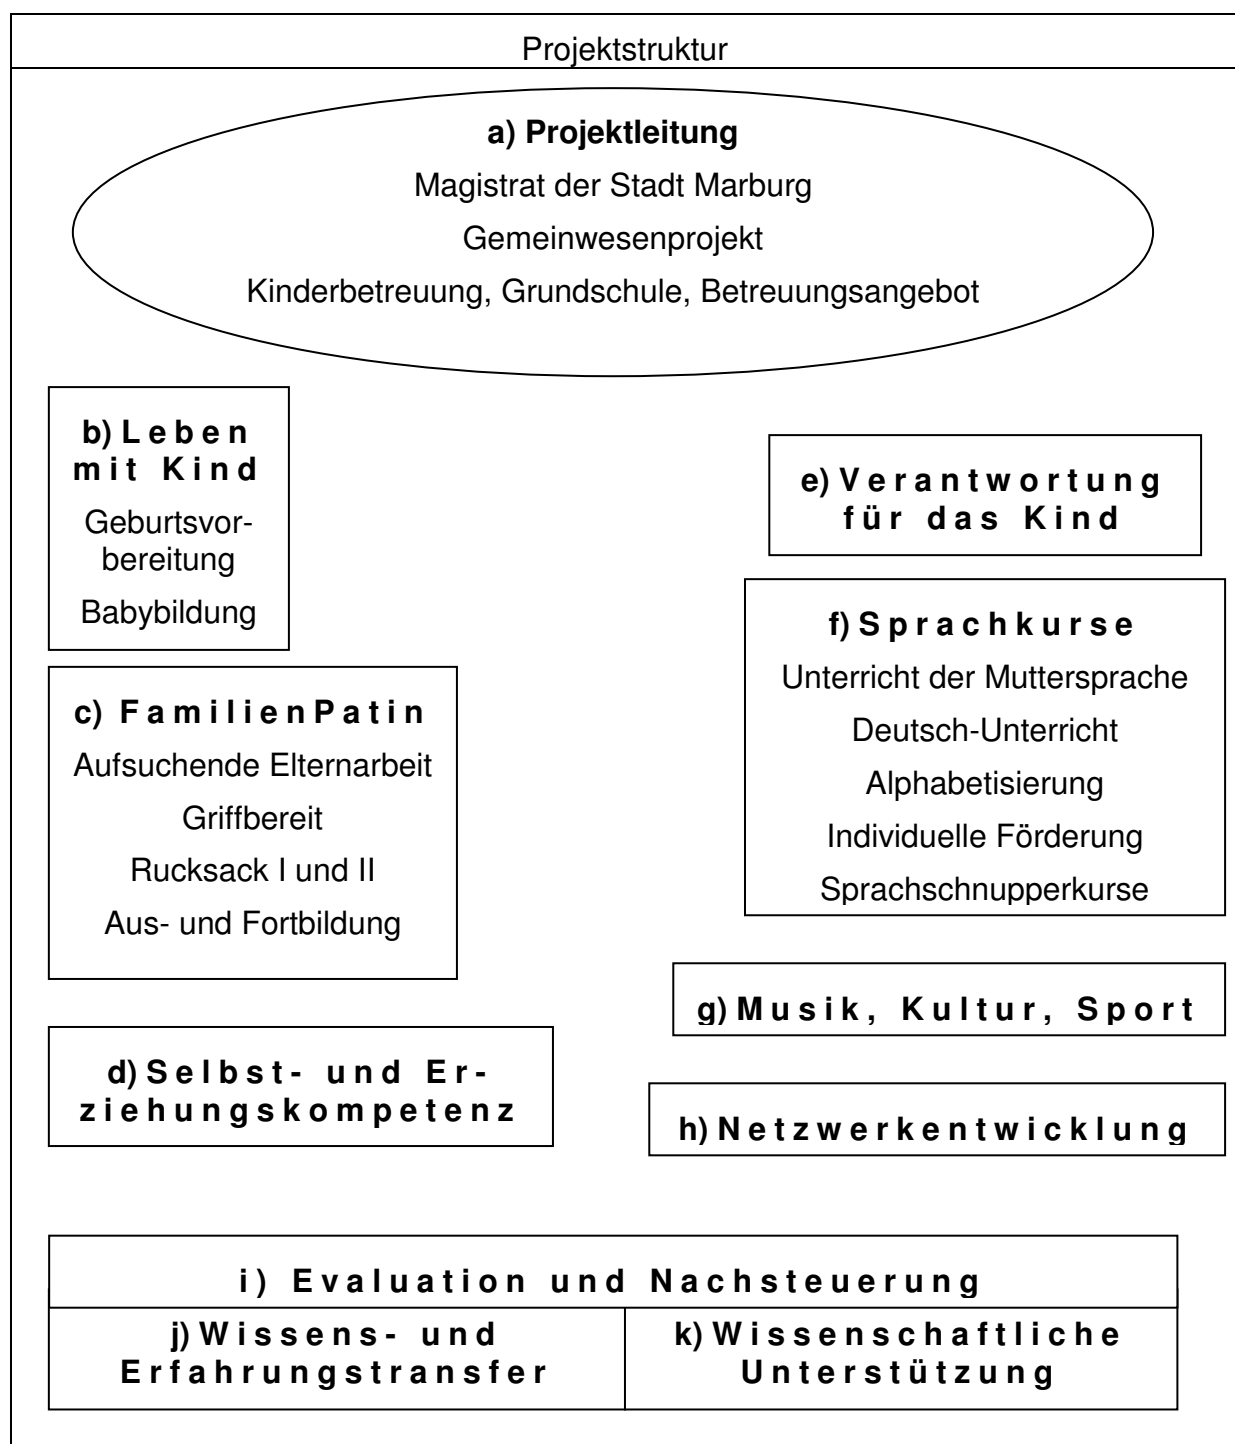 Projektstruktur
a) Projektleitung
Magistrat der Stadt Marburg
Gemeinwesenprojekt
Kinderbetreuung, Grundschule, Betreuungsangebot
b) Leben
mit Kind
Geburtsvor-
bereitung
Babybildung
c) FamilienPatin
Aufsuchende Elternarbeit
Griffbereit
Rucksack I und II
Aus- und Fortbildung
d) Selbst- und Er-
ziehungskompetenz
e) Verantwortung
für das Kind
f) Sprachkurse
Unterricht der Muttersprache
Deutsch-Unterricht
Alphabetisierung
Individuelle Förderung
Sprachschnupperkurse
g) Musik, Kultur, Sport
h) Netzwerkentwicklung
i) Evaluation und Nachsteuerung
j) Wissens- und
Erfahrungstransfer
k) Wissenschaftliche
Unterstützung